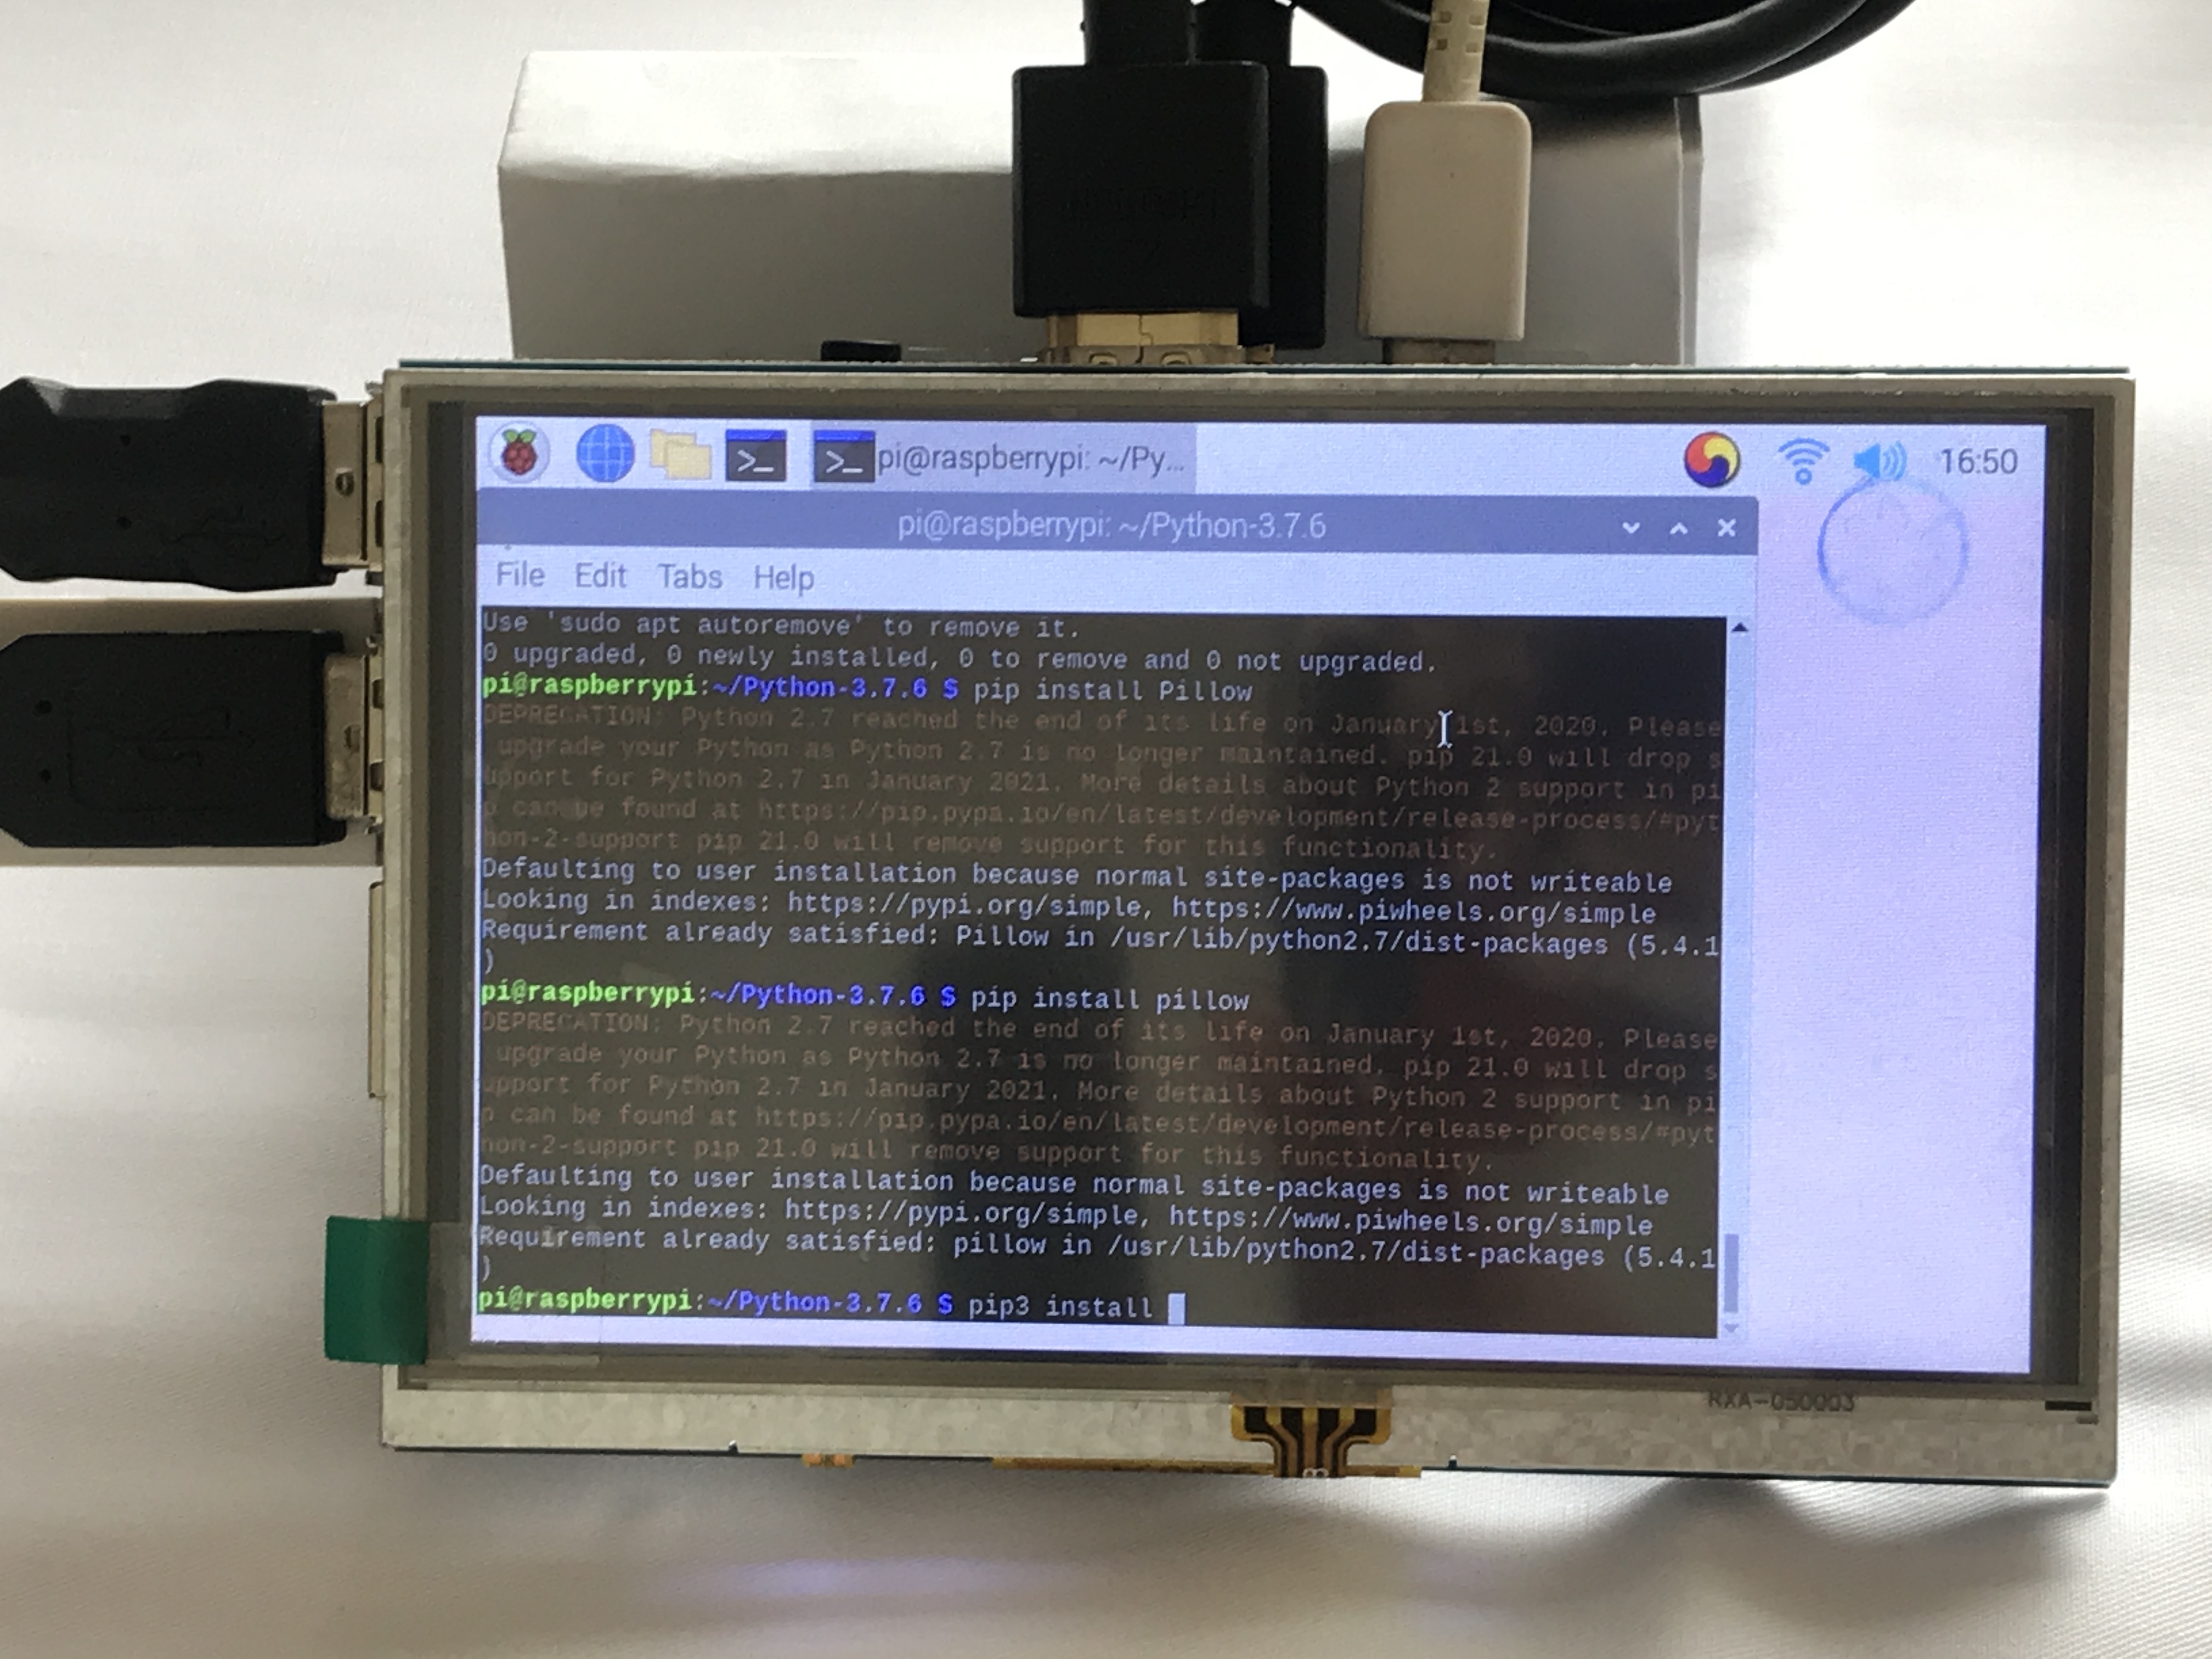 pi@raspberrypi: ~/Py...
16:50
pi@raspberrypi: ~/Python-3.7.6
File Edit Tabs Help
Use 'sudo apt autoremove' to remove it.
0 upgraded, 0 newly installed, 0 to remove and 0 not upgraded.
pi@raspberrypi:~/Python-3.7.6 $ pip install Pillow
DEPRECATION: Python 2.7 reached the end of its life on January 1st, 2020. Please
upgrade your Python as Python 2.7 is no longer maintained. pip 21.0 will drop s
upport for Python 2.7 in January 2021. More details about Python 2 support in pi
p can be found at https://pip.pypa.io/en/latest/development/release-process/#pyt
hon-2-support pip 21.0 will remove support for this functionality.
Defaulting to user installation because normal site-packages is not writeable
Looking in indexes: https://pypi.org/simple, https://www.piwheels.org/simple
Requirement already satisfied: Pillow in /usr/lib/python2.7/dist-packages (5.4.1
)
pi@raspberrypi:~/Python-3.7.6 $ pip install pillow
DEPRECATION: Python 2.7 reached the end of its life on January 1st, 2020. Please
upgrade your Python as Python 2.7 is no longer maintained. pip 21.0 will drop s
upport for Python 2.7 in January 2021. More details about Python 2 support in pi
p can be found at https://pip.pypa.io/en/latest/development/release-process/#pyt
hon-2-support pip 21.0 will remove support for this functionality.
Defaulting to user installation because normal site-packages is not writeable
Looking in indexes: https://pypi.org/simple, https://www.piwheels.org/simple
Requirement already satisfied: pillow in /usr/lib/python2.7/dist-packages (5.4.1
)
pi@raspberrypi:~/Python-3.7.6 $ pip3 install
RXA-050003